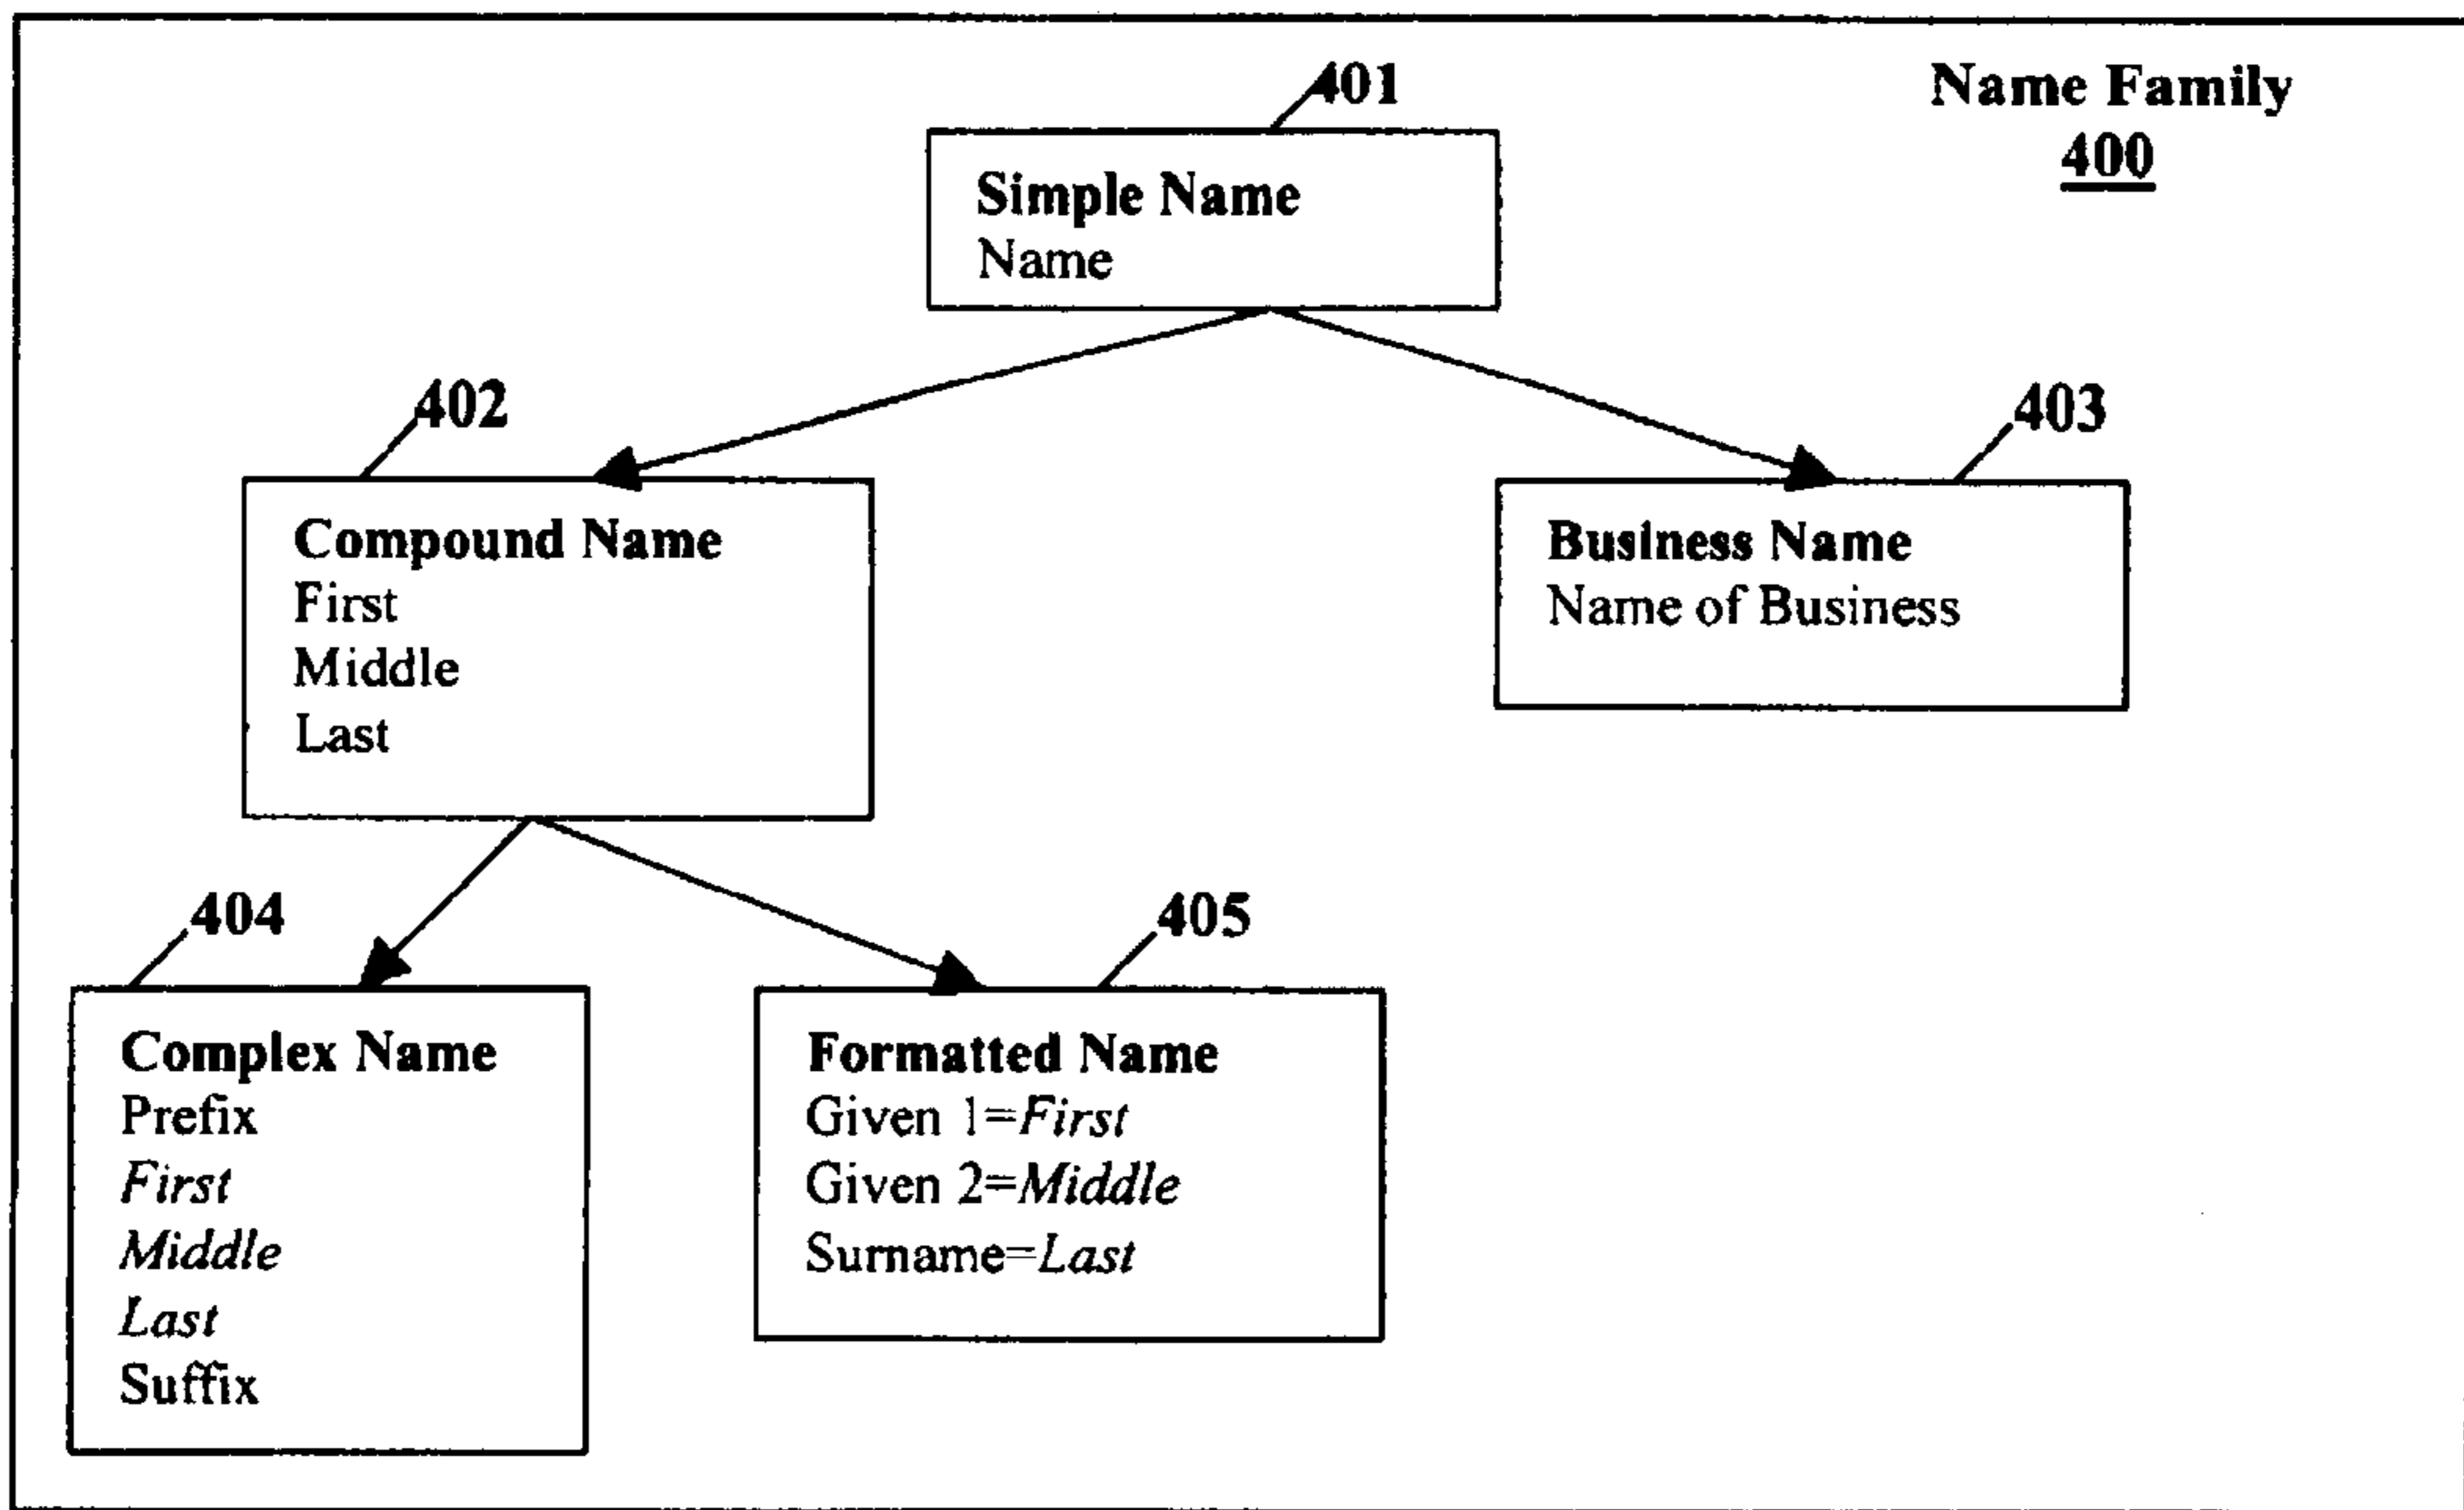 Name Family
400
401
Simple Name
Name
402
Compound Name
First
Middle
Last
403
Business Name
Name of Business
404
Complex Name
Prefix
First
Middle
Last
Suffix
405
Formatted Name
Given 1=First
Given 2=Middle
Surname=Last